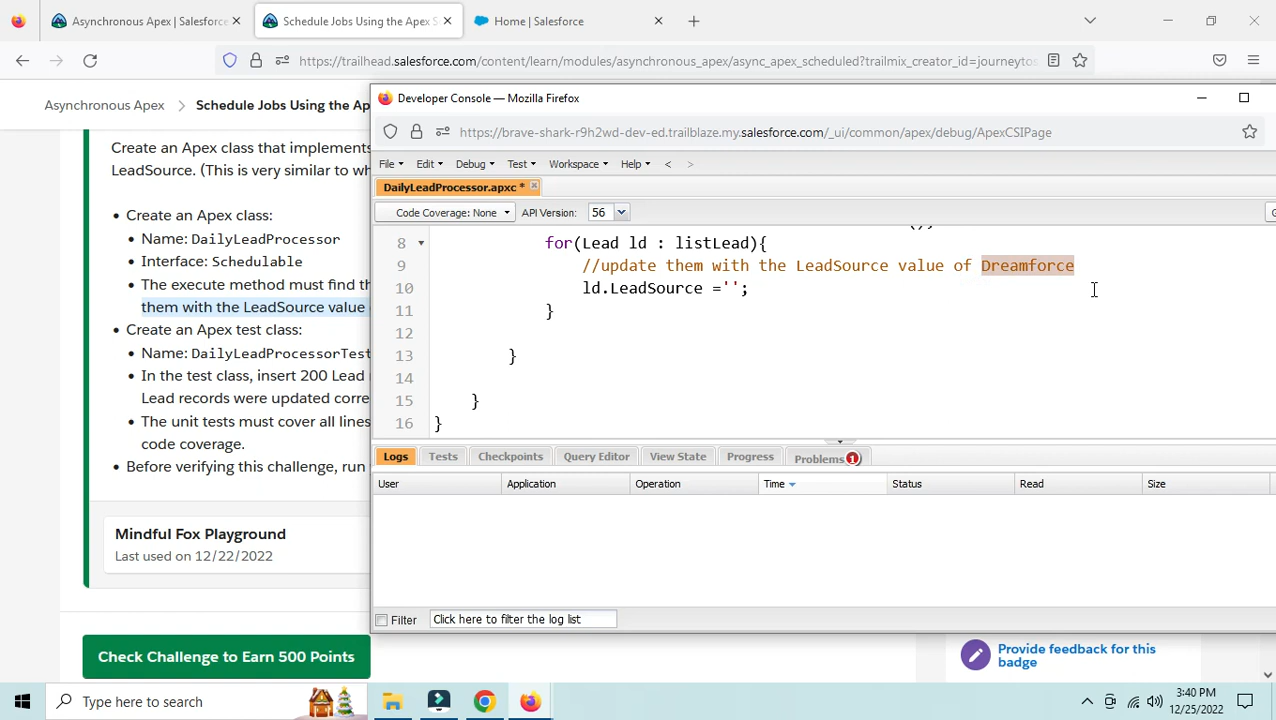 Asynchronous Apex | Salesforce
Schedule Jobs Using the Apex S
Home | Salesforce
https://trailhead.salesforce.com/content/learn/modules/asynchronous_apex/async_apex_scheduled?trailmix_creator_id=journeytos
Asynchronous Apex
Schedule Jobs Using the Ap
Create an Apex class that implements
LeadSource. (This is very similar to wh
Create an Apex class:
Name: DailyLeadProcessor
Interface: Schedulable
The execute method must find th
them with the LeadSource value
Create an Apex test class:
Name: DailyLeadProcessorTest
In the test class, insert 200 Lead
Lead records were updated corre
The unit tests must cover all lines
code coverage.
Before verifying this challenge, run
Mindful Fox Playground
Last used on 12/22/2022
Check Challenge to Earn 500 Points
Developer Console — Mozilla Firefox
https://brave-shark-r9h2wd-dev-ed.trailblaze.my.salesforce.com/_ui/common/apex/debug/ApexCSIPage
File Edit Debug Test Workspace Help < >
DailyLeadProcessor.apxc *
Code Coverage: None API Version: 56
();
8 for(Lead ld : listLead){
9 //update them with the LeadSource value of Dreamforce
10 ld.LeadSource ='';
11 }
12
13 }
14
15 }
16 }
Logs Tests Checkpoints Query Editor View State Progress Problems 1
User Application Operation Time Status Read Size
Filter Click here to filter the log list
Provide feedback for this
badge
Type here to search
3:40 PM
12/25/2022